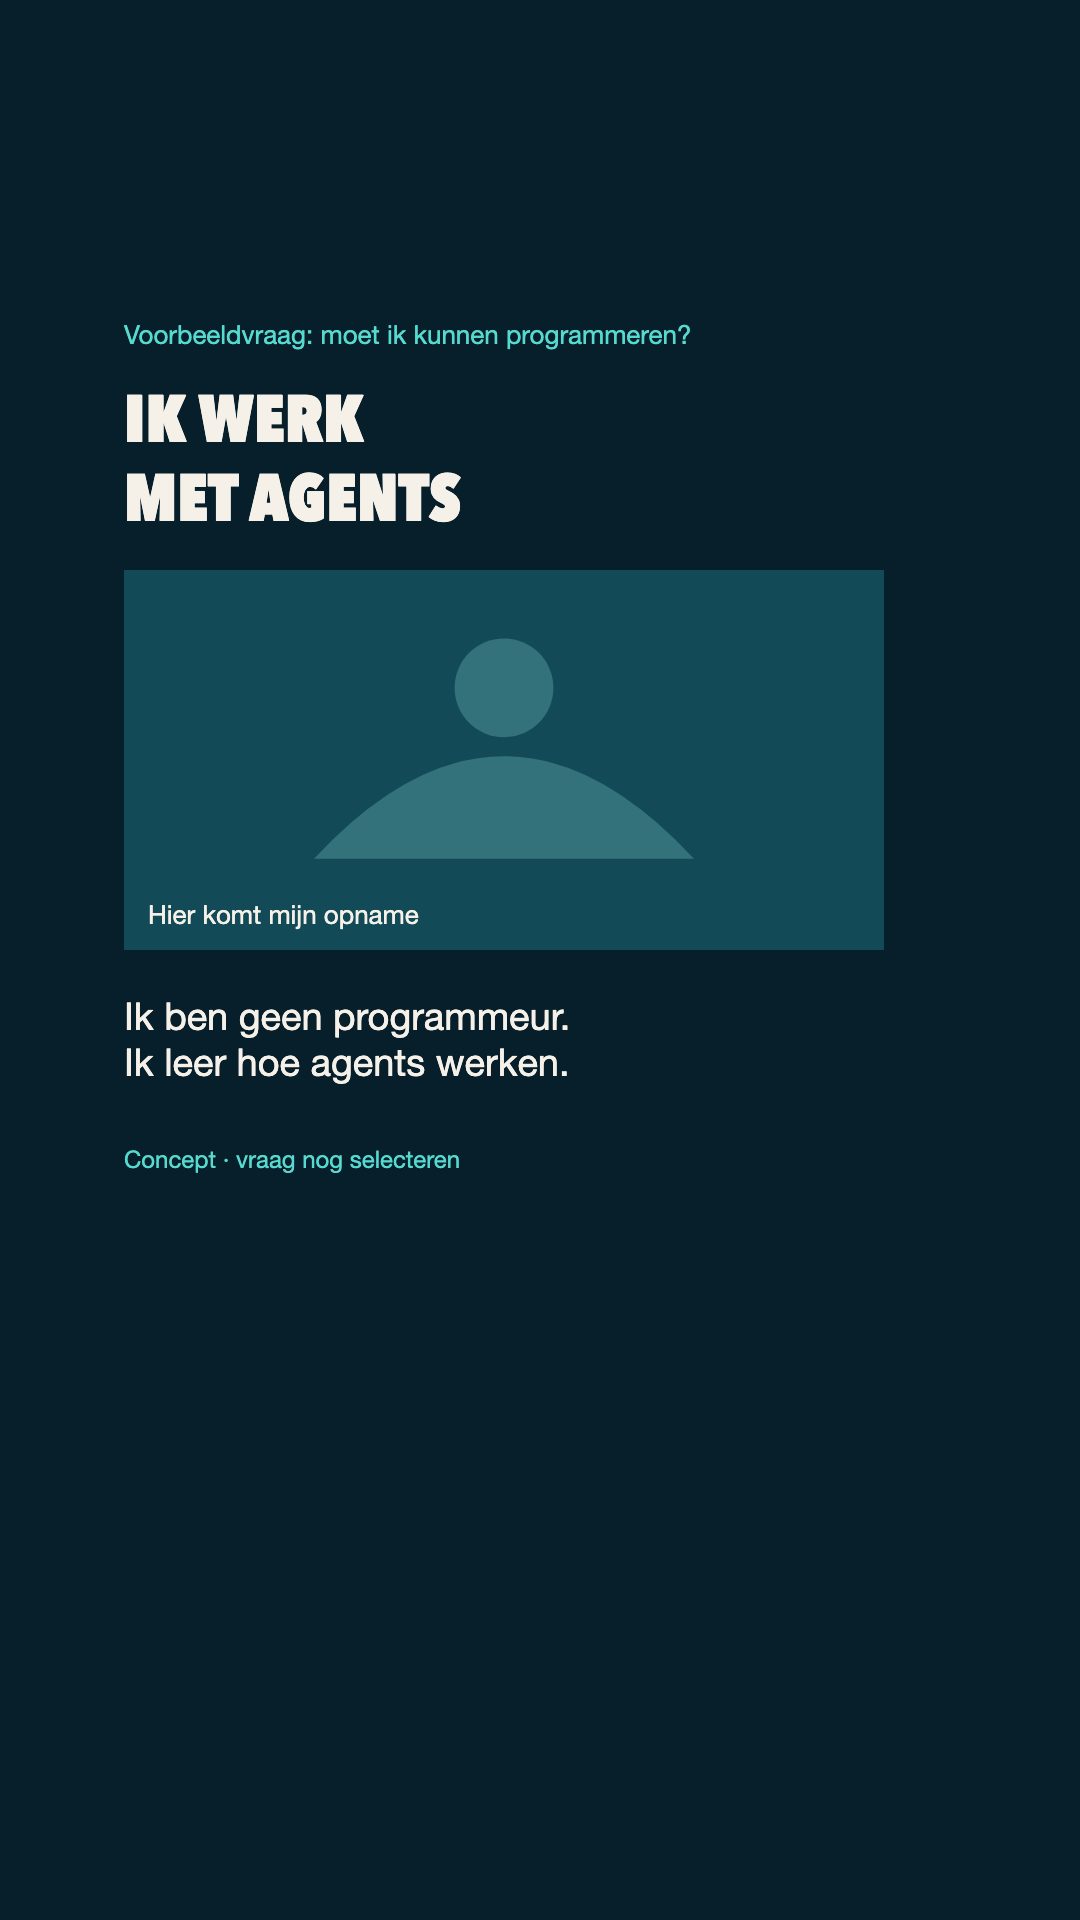 Voorbeeldvraag: moet ik kunnen programmeren?
IK WERK
MET AGENTS
Hier komt mijn opname
Ik ben geen programmeur.
Ik leer hoe agents werken.
Concept · vraag nog selecteren